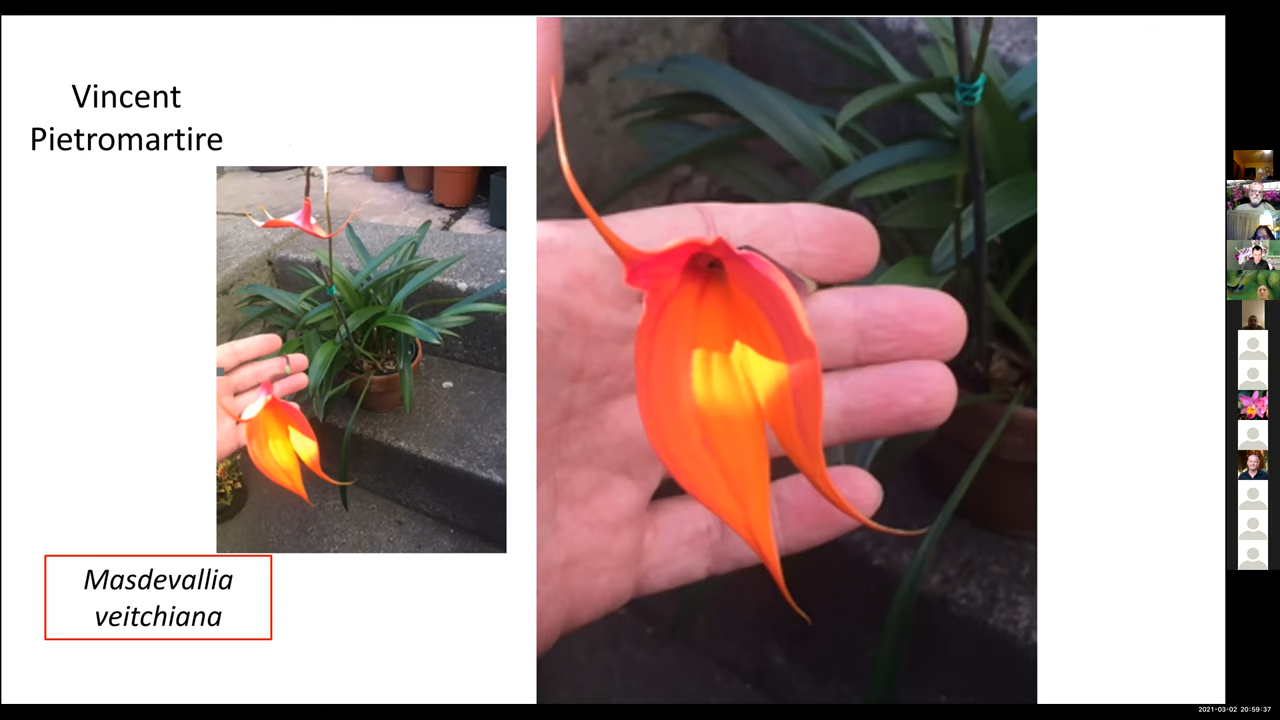 Vincent
Pietromartire
Masdevallia
veitchiana
2021-03-02 20:59:37